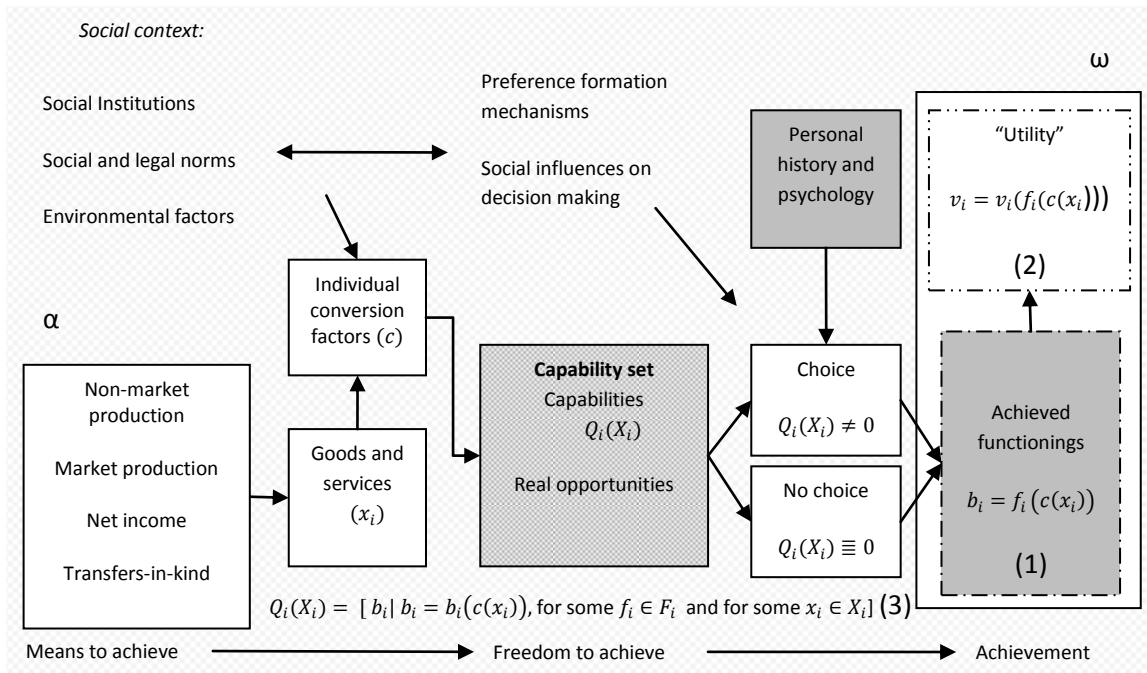 Social context:
ω
Social Institutions
Social and legal norms
Environmental factors
Preference formation
mechanisms
Social influences on
decision making
Personal
history and
psychology
“Utility”
v_i = v_i(f_i(c(x_i)))
(2)
α
Non-market
production
Market production
Net income
Transfers-in-kind
Individual
conversion
factors (c)
Goods and
services
(x_i)
Capability set
Capabilities
Q_i(X_i)
Real opportunities
Choice
Q_i(X_i) ≠ 0
No choice
Q_i(X_i) ≣ 0
Achieved
functionings
b_i = f_i(c(x_i))
(1)
Q_i(X_i) = [ b_i| b_i = b_i(c(x_i)), for some f_i ∈ F_i and for some x_i ∈ X_i] (3)
Means to achieve
Freedom to achieve
Achievement